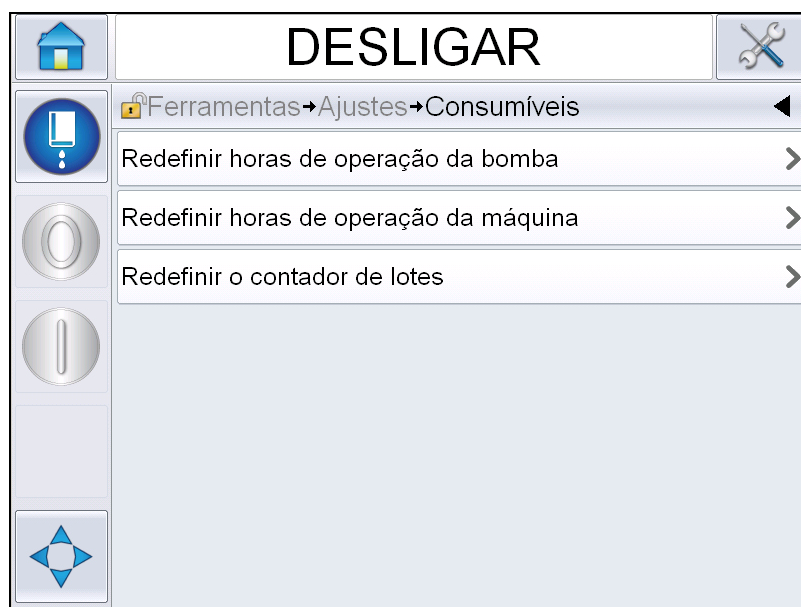 DESLIGAR
Ferramentas→Ajustes→Consumíveis
Redefinir horas de operação da bomba
Redefinir horas de operação da máquina
Redefinir o contador de lotes